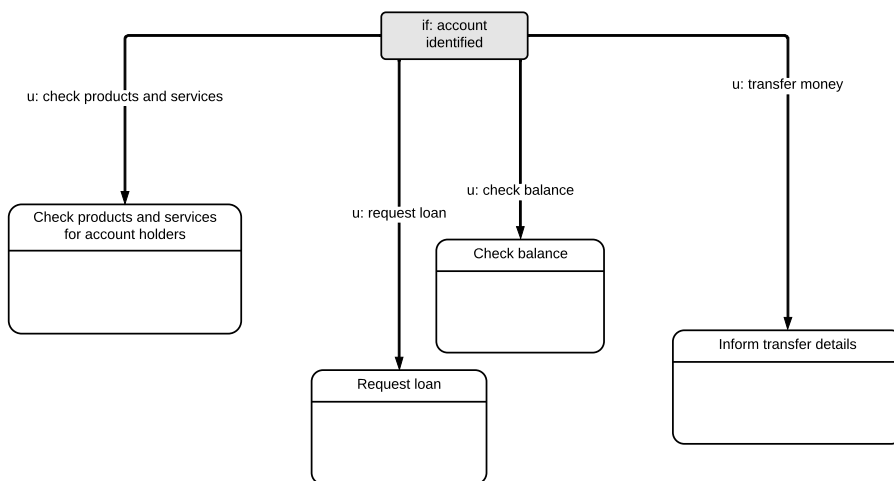 if: account
identified
u: check products and services
u: transfer money
u: check balance
u: request loan
Check products and services
for account holders
Check balance
Inform transfer details
Request loan